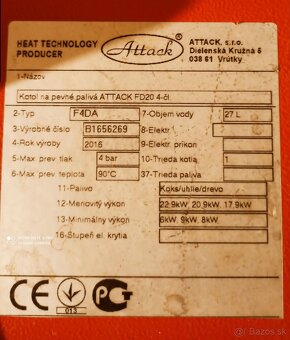 HEAT TECHNOLOGY
PRODUCER
Attack
ATTACK, s.r.o.
Dielenská Kružná 5
038 61 Vrútky
1-Názov
Kotol na pevné palivá ATTACK FD20 4-čl.
2-Typ F4DA 7-Objem vody 27 L
3-Výrobné číslo B1656269 8-Elektr.
4-Rok výroby 2016 9-Elektr. príkon
5-Max. prev. tlak 4 bar 10-Trieda kotla 1
6-Max. prev. teplota 90°C 37-Trieda paliva
11-Palivo Koks/uhlie/drevo
12-Menovitý výkon 22.9kW, 20.9kW, 17.9kW
13-Minimálny výkon 6kW, 9kW, 8kW
16-Stupeň el. krytia
CE 013 РСТ
bazos.sk